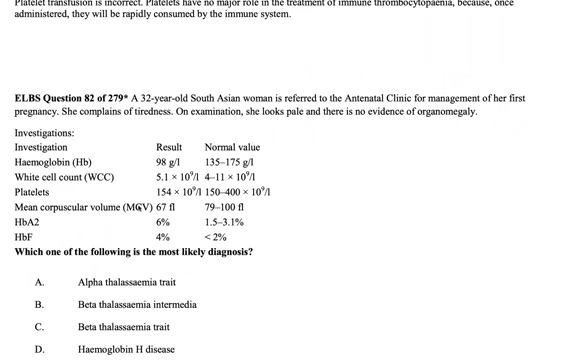 Platelet transfusion is incorrect. Platelets have no major role in the treatment of immune thrombocytopaenia, because, once
administered, they will be rapidly consumed by the immune system.
ELBS Question 82 of 279* A 32-year-old South Asian woman is referred to the Antenatal Clinic for management of her first
pregnancy. She complains of tiredness. On examination, she looks pale and there is no evidence of organomegaly.
Investigations:
Investigation Result Normal value
Haemoglobin (Hb) 98 g/l 135–175 g/l
White cell count (WCC) 5.1 × 10⁹/l 4–11 × 10⁹/l
Platelets 154 × 10⁹/l 150–400 × 10⁹/l
Mean corpuscular volume (MCV) 67 fl 79–100 fl
HbA2 6% 1.5–3.1%
HbF 4% < 2%
Which one of the following is the most likely diagnosis?
A. Alpha thalassaemia trait
B. Beta thalassaemia intermedia
C. Beta thalassaemia trait
D. Haemoglobin H disease